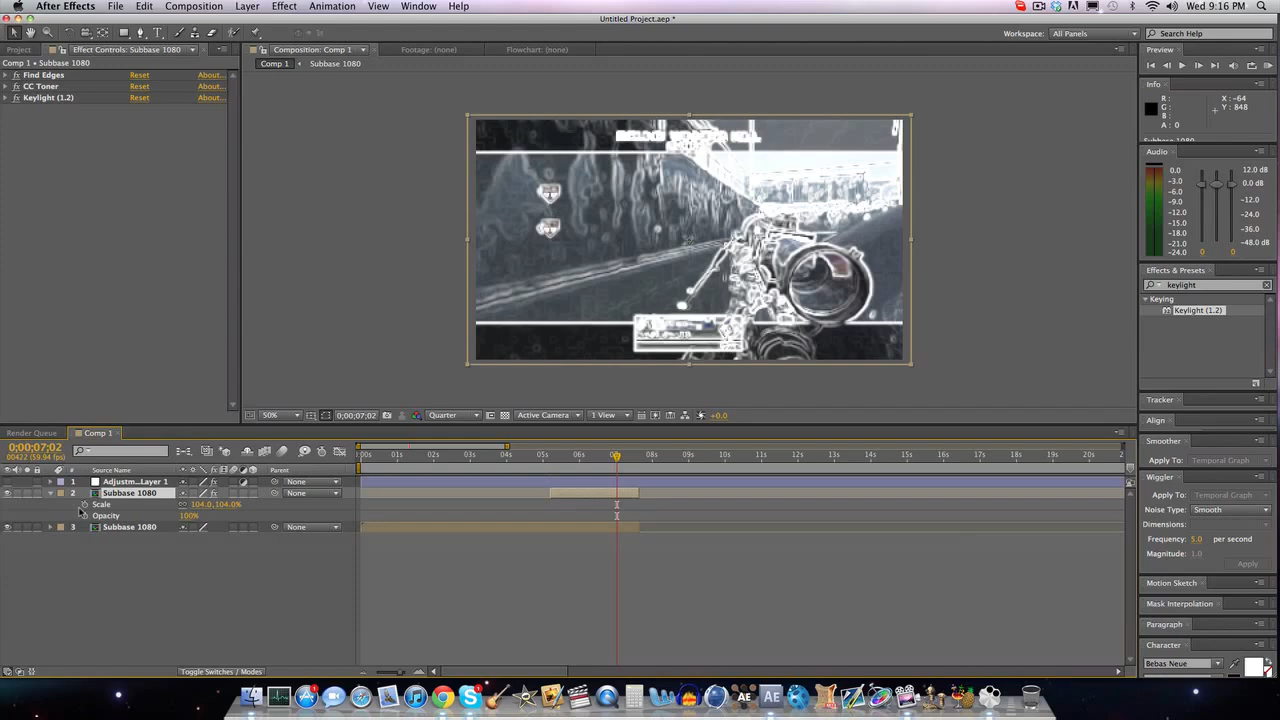 After Effects File Edit Composition Layer Effect Animation View Window Help Wed 9:16 PM
Untitled Project.aep *
Workspace: All Panels Search Help
Project Effect Controls: Subbase 1080 Composition: Comp 1 Footage: (none) Flowchart: (none) Preview
Comp 1 • Subbase 1080 Comp 1 Subbase 1080
Find Edges Reset About...
CC Toner Reset About...
Keylight (1.2) Reset About...
Info
R: X: -64
G: Y: 848
B:
A: 0
Audio
0.0 12.0 dB
-3.0 0.0 dB
-6.0
-9.0 -12.0
-12.0 -24.0
-15.0
-18.0 -36.0
-21.0 -48.0 dB
-24.0 0 0
Effects & Presets
keylight
Keying
Keylight (1.2)
Tracker
Align
Smoother
Apply To: Temporal Graph
Wiggler
Apply To: Temporal Graph
Noise Type: Smooth
Dimensions:
Frequency: 5.0 per second
Magnitude: 1.0
Apply
Motion Sketch
Mask Interpolation
Paragraph
Character
Bebas Neue
50% 0;00;07;02 Quarter Active Camera 1 View +0.0
Render Queue Comp 1
0;00;07;02
00422 (59.94 fps)
:00s 01s 02s 03s 04s 05s 06s 08s 09s 10s 11s 12s 13s 14s 15s 16s 17s 18s 19s 20s
# Source Name Parent
1 Adjustm...Layer 1 None
2 Subbase 1080 None
Scale 104.0,104.0%
Opacity 100%
3 Subbase 1080 None
Toggle Switches / Modes
AE AE